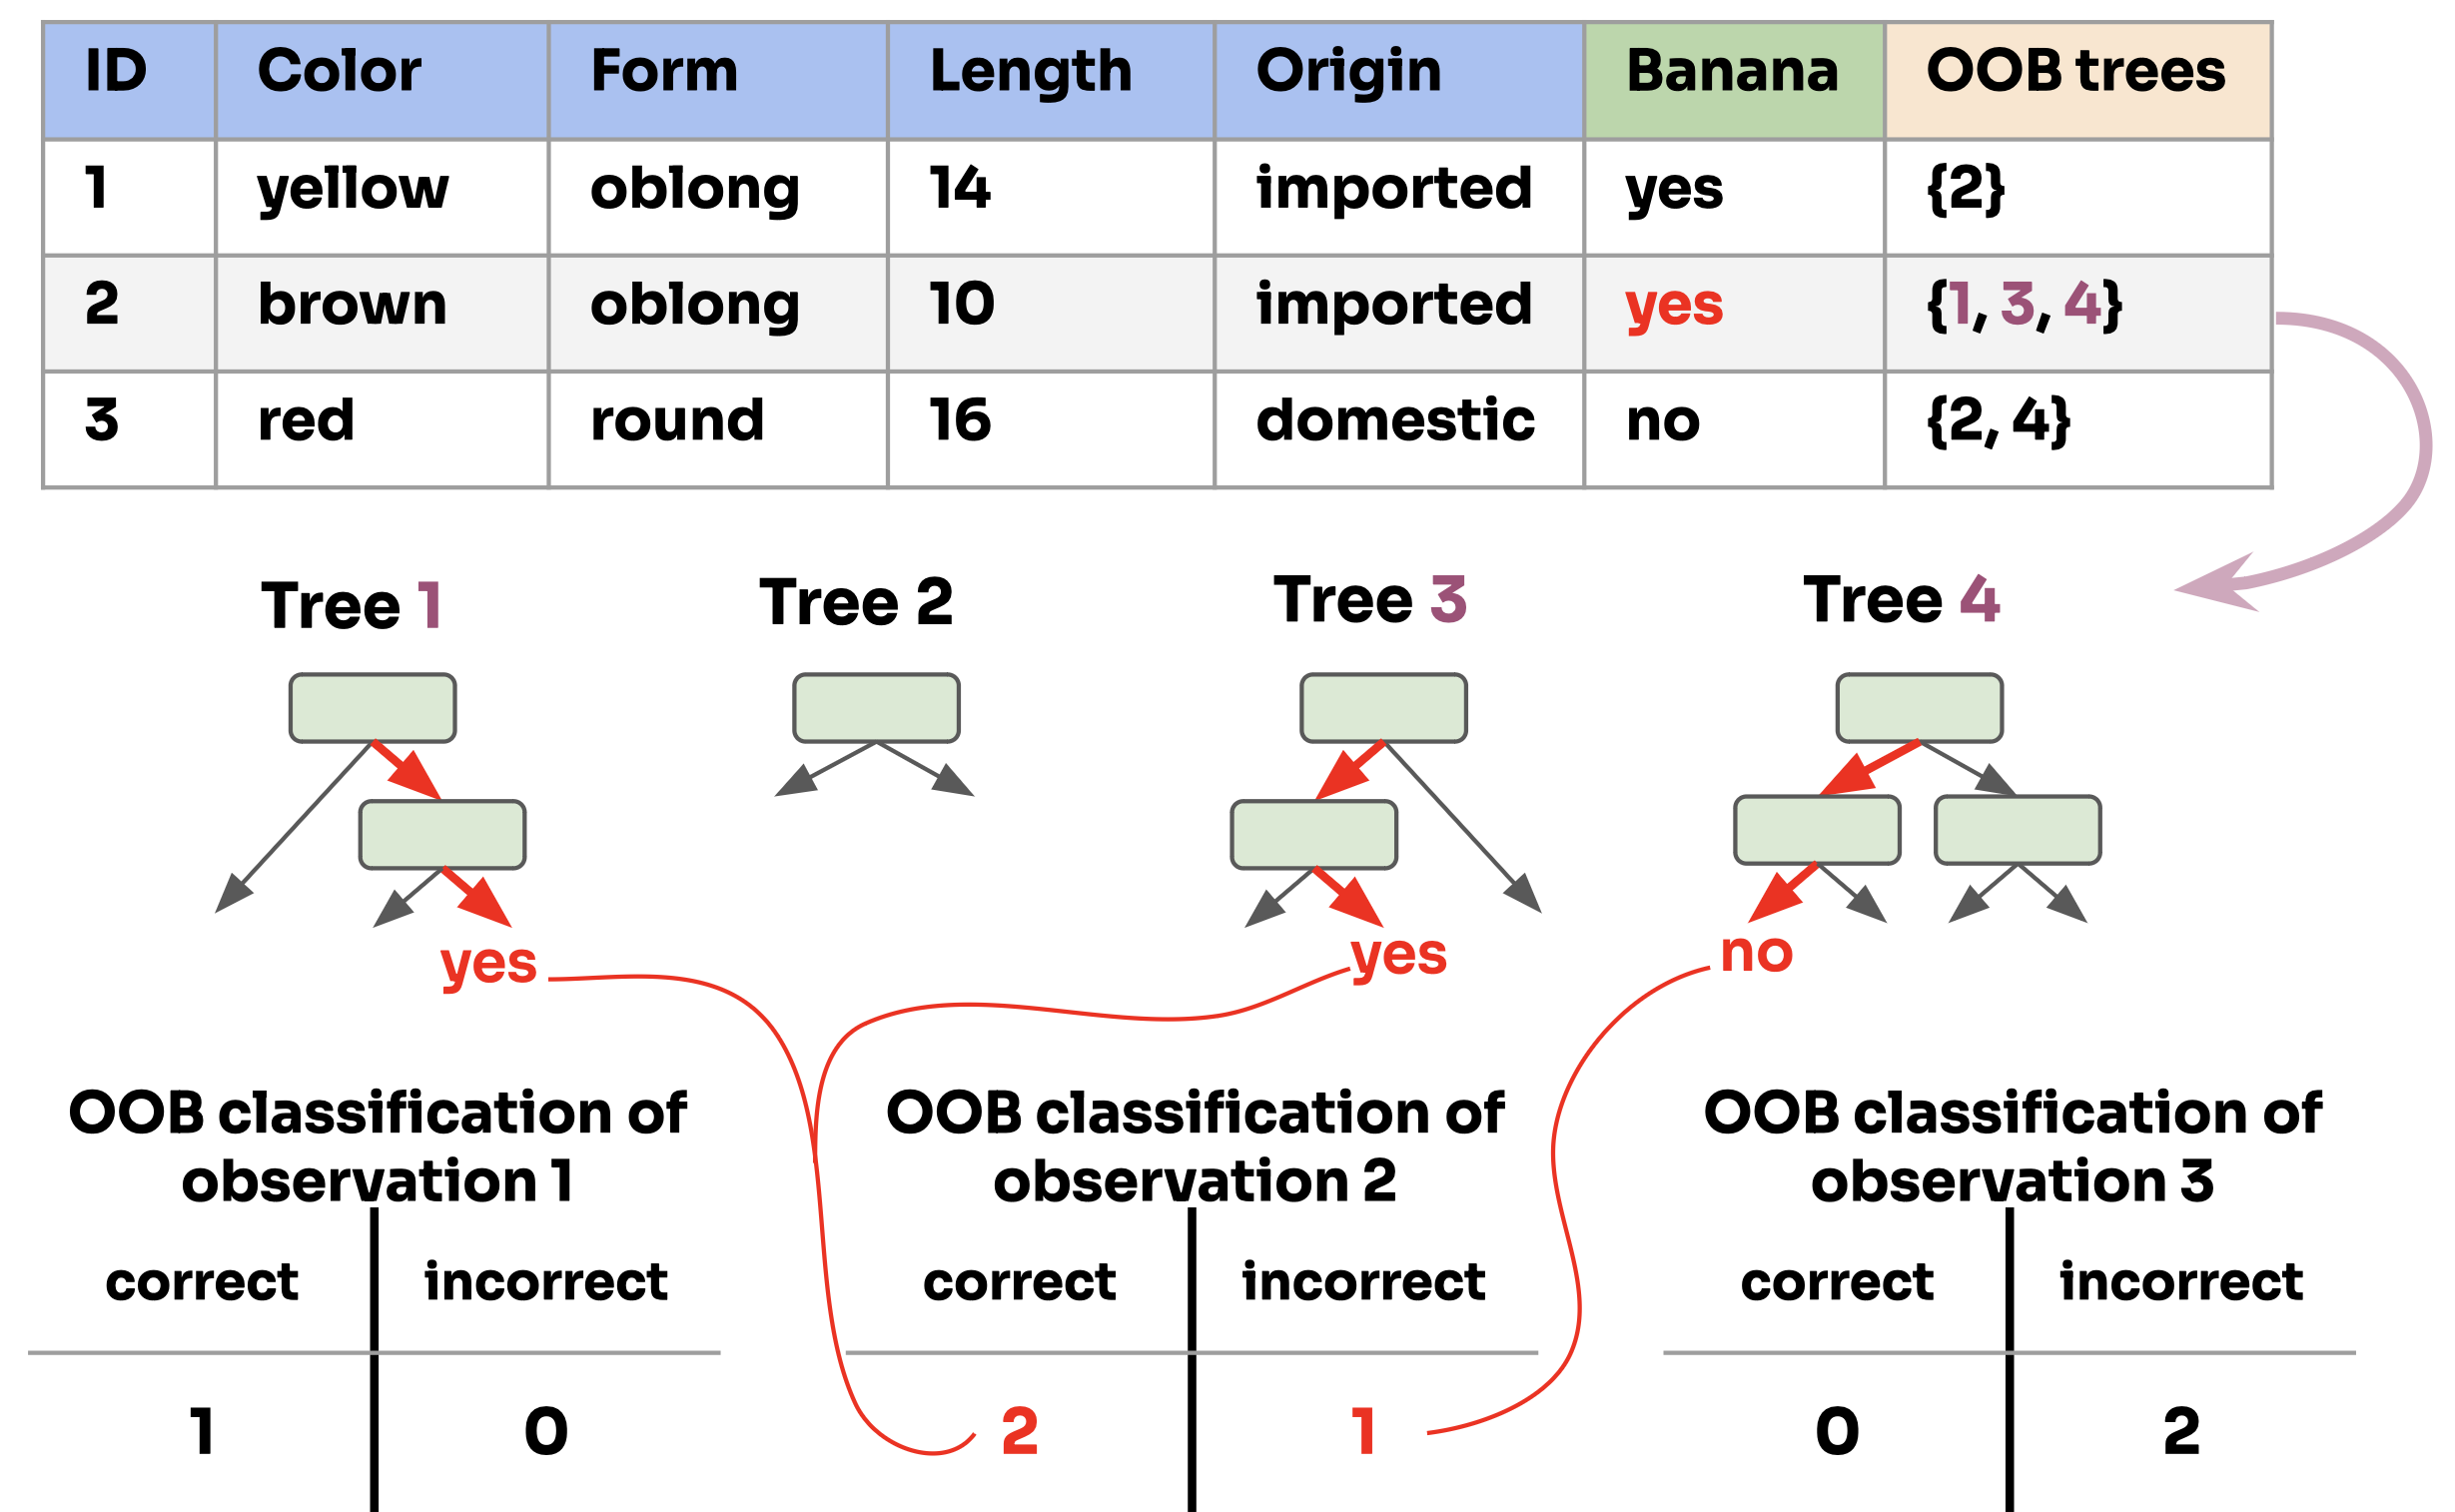 ID Color Form Length Origin Banana OOB trees
1 yellow oblong 14 imported yes {2}
2 brown oblong 10 imported yes {1, 3, 4}
3 red round 16 domestic no {2, 4}
Tree 1 Tree 2 Tree 3 Tree 4
yes yes no
OOB classification of
observation 1
correct incorrect
1 0
OOB classification of
observation 2
correct incorrect
2 1
OOB classification of
observation 3
correct incorrect
0 2